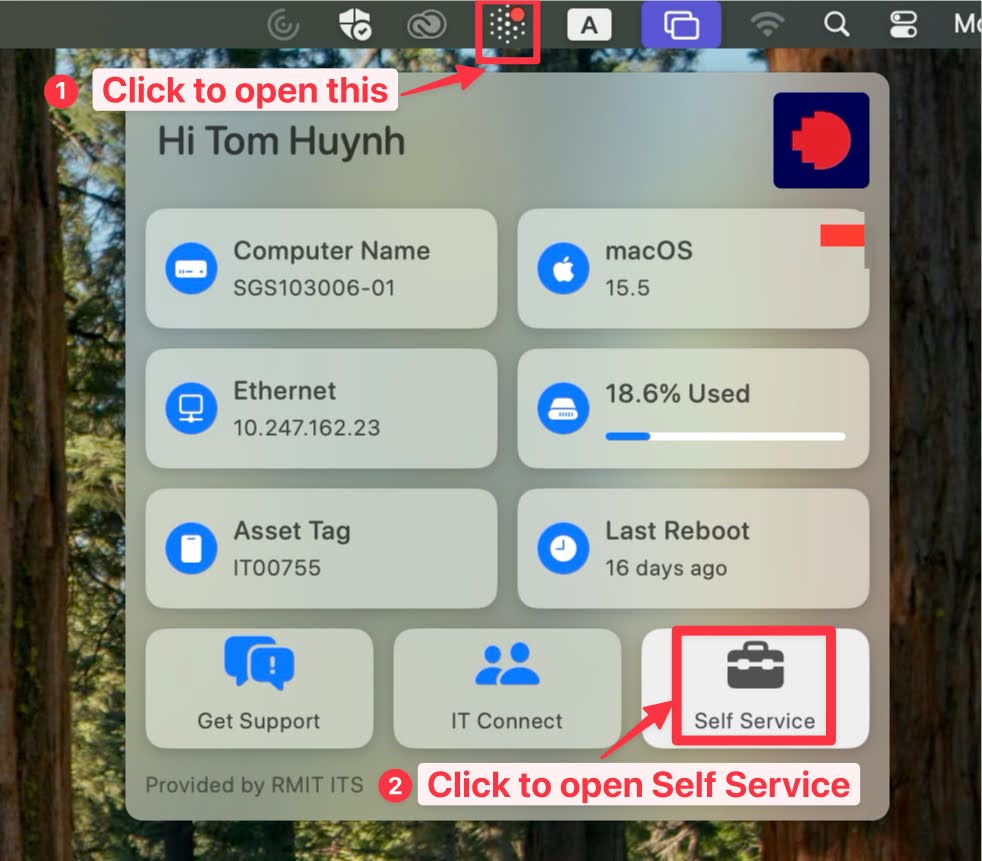 A
Mo
1 Click to open this
Hi Tom Huynh
Computer Name
SGS103006-01
macOS
15.5
Ethernet
10.247.162.23
18.6% Used
Asset Tag
IT00755
Last Reboot
16 days ago
Get Support
IT Connect
Self Service
Provided by RMIT ITS
2 Click to open Self Service